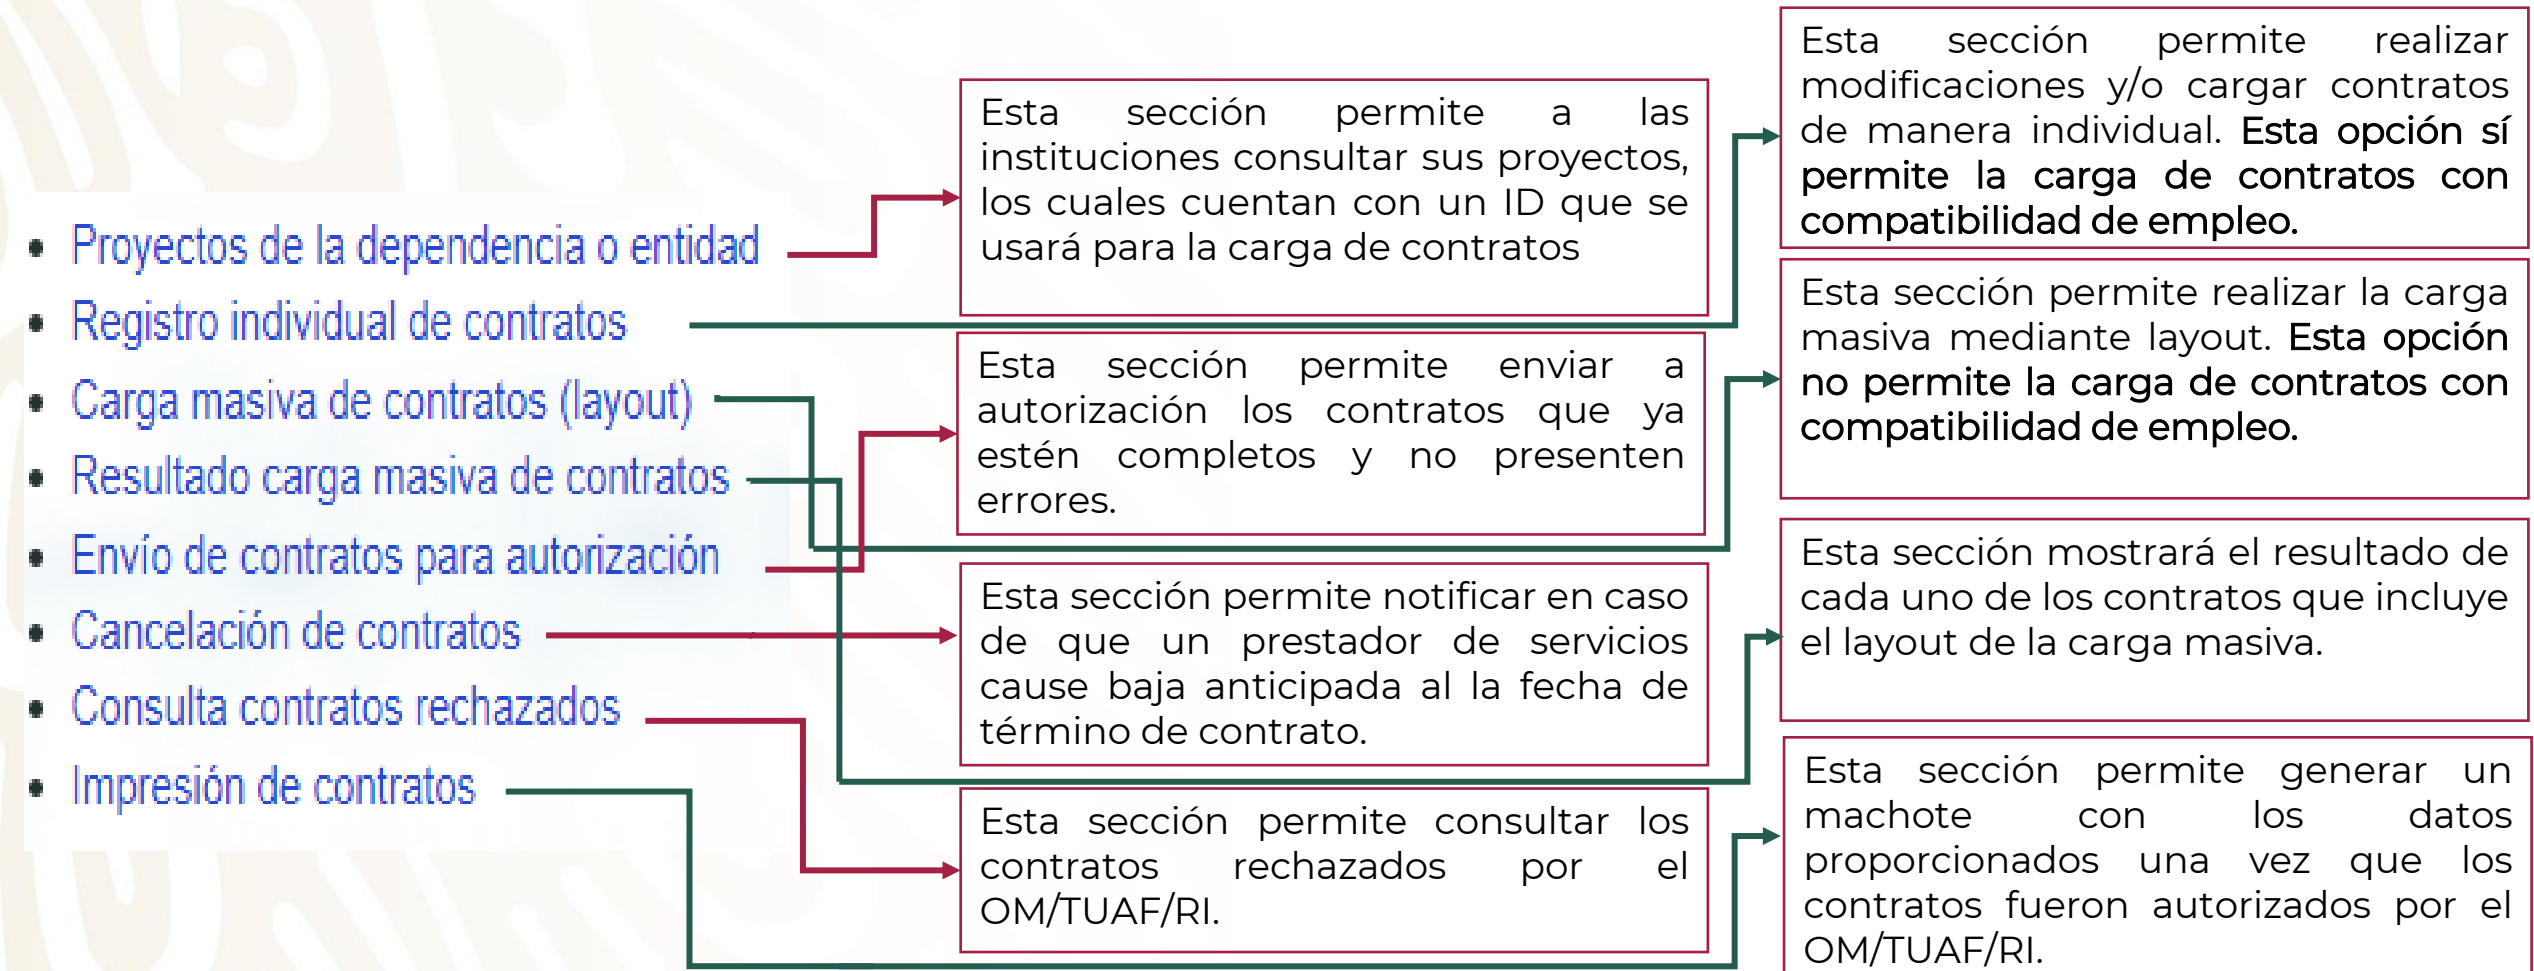 • Proyectos de la dependencia o entidad
• Registro individual de contratos
• Carga masiva de contratos (layout)
• Resultado carga masiva de contratos
• Envío de contratos para autorización
• Cancelación de contratos
• Consulta contratos rechazados
• Impresión de contratos
Esta sección permite a las
instituciones consultar sus proyectos,
los cuales cuentan con un ID que se
usará para la carga de contratos
Esta sección permite enviar a
autorización los contratos que ya
estén completos y no presenten
errores.
Esta sección permite notificar en caso
de que un prestador de servicios
cause baja anticipada al la fecha de
término de contrato.
Esta sección permite consultar los
contratos rechazados por el
OM/TUAF/RI.
Esta sección permite realizar
modificaciones y/o cargar contratos
de manera individual. Esta opción sí
permite la carga de contratos con
compatibilidad de empleo.
Esta sección permite realizar la carga
masiva mediante layout. Esta opción
no permite la carga de contratos con
compatibilidad de empleo.
Esta sección mostrará el resultado de
cada uno de los contratos que incluye
el layout de la carga masiva.
Esta sección permite generar un
machote con los datos
proporcionados una vez que los
contratos fueron autorizados por el
OM/TUAF/RI.